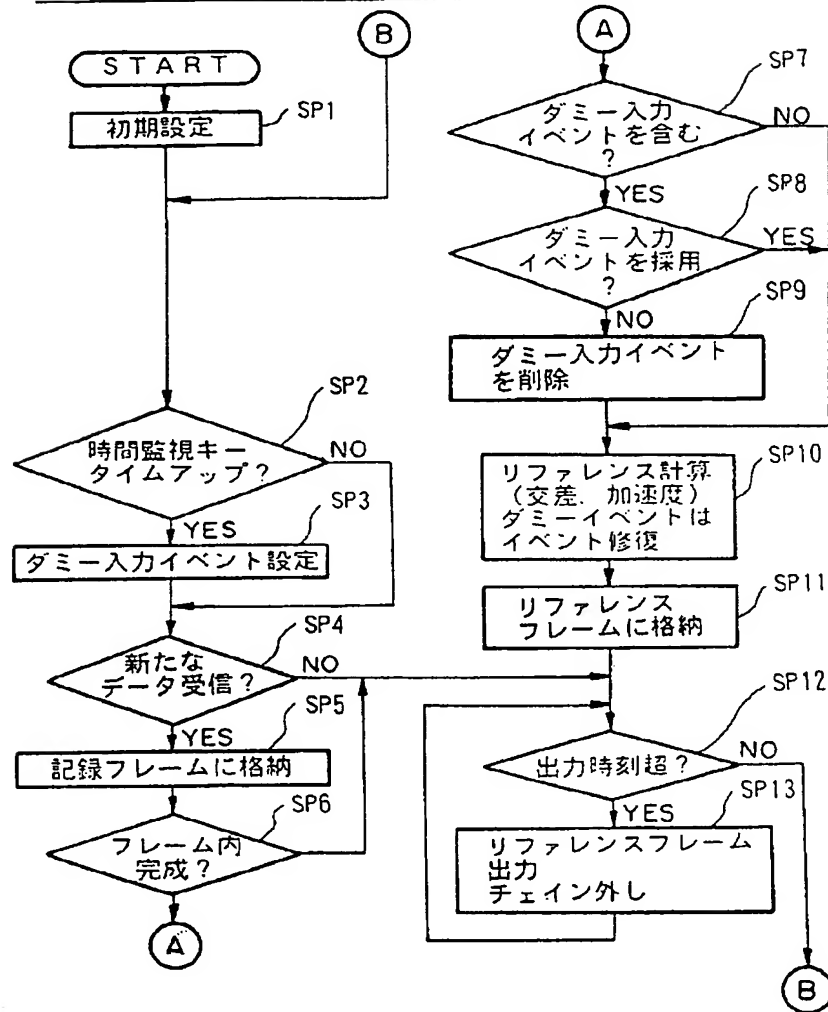 B
START
SP1
初期設定
SP2
時間監視キー
タイムアップ?
NO
YES
SP3
ダミー入力イベント設定
SP4
新たな
データ受信?
NO
YES
SP5
記録フレームに格納
SP6
フレーム内
完成?
A
A
SP7
ダミー入力
イベントを含む
?
NO
YES
SP8
ダミー入力
イベントを採用
?
YES
NO
SP9
ダミー入力イベント
を削除
SP10
リファレンス計算
(交差、加速度)
ダミーイベントは
イベント修復
SP11
リファレンス
フレームに格納
SP12
出力時刻超?
NO
YES
SP13
リファレンスフレーム
出力
チェイン外し
B